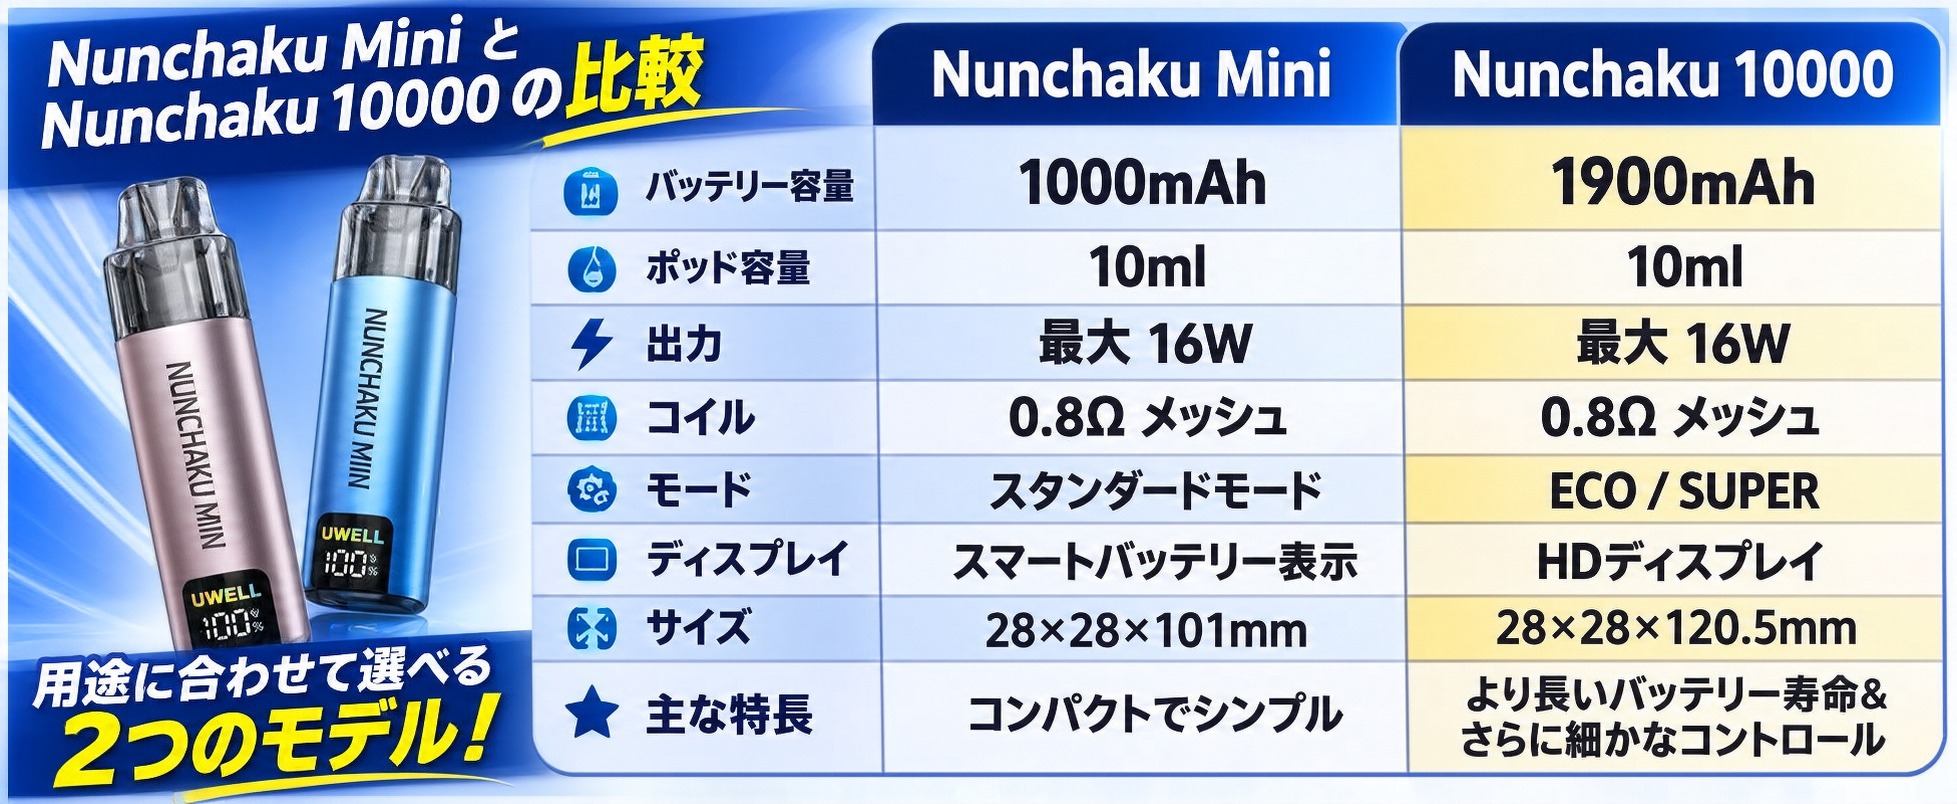 Nunchaku Mini と
Nunchaku 10000 の比較
NUNCHAKU MIN
UWELL
100%
NUNCHAKU MIIN
UWELL
100%
用途に合わせて選べる
2つのモデル!
Nunchaku Mini Nunchaku 10000
バッテリー容量 1000mAh 1900mAh
ポッド容量 10ml 10ml
出力 最大 16W 最大 16W
コイル 0.8Ω メッシュ 0.8Ω メッシュ
モード スタンダードモード ECO / SUPER
ディスプレイ スマートバッテリー表示 HDディスプレイ
サイズ 28×28×101mm 28×28×120.5mm
主な特長 コンパクトでシンプル より長いバッテリー寿命&
さらに細かなコントロール